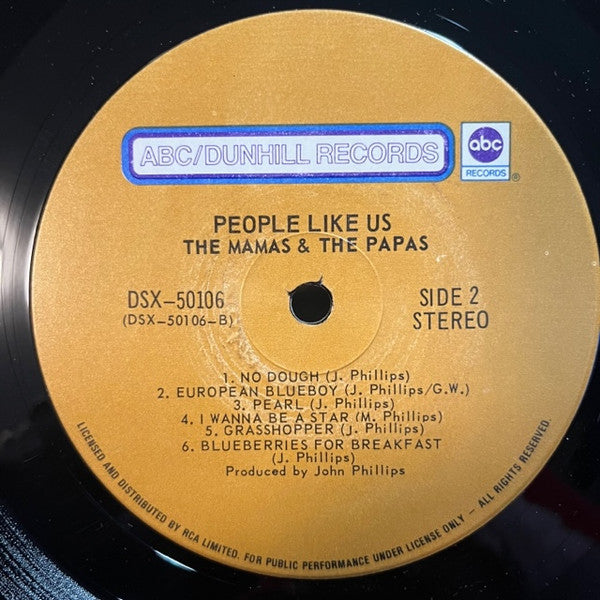 ABC/DUNHILL RECORDS
abc
RECORDS®
PEOPLE LIKE US
THE MAMAS & THE PAPAS
DSX-50106
(DSX-50106-B)
SIDE 2
STEREO
1. NO DOUGH (J. Phillips)
2. EUROPEAN BLUEBOY (J. Phillips/G.W.)
3. PEARL (J. Phillips)
4. I WANNA BE A STAR (M. Phillips)
5. GRASSHOPPER (J. Phillips)
6. BLUEBERRIES FOR BREAKFAST
(J. Phillips)
Produced by John Phillips
LICENSED AND DISTRIBUTED BY RCA LIMITED. FOR PUBLIC PERFORMANCE UNDER LICENSE ONLY - ALL RIGHTS RESERVED.